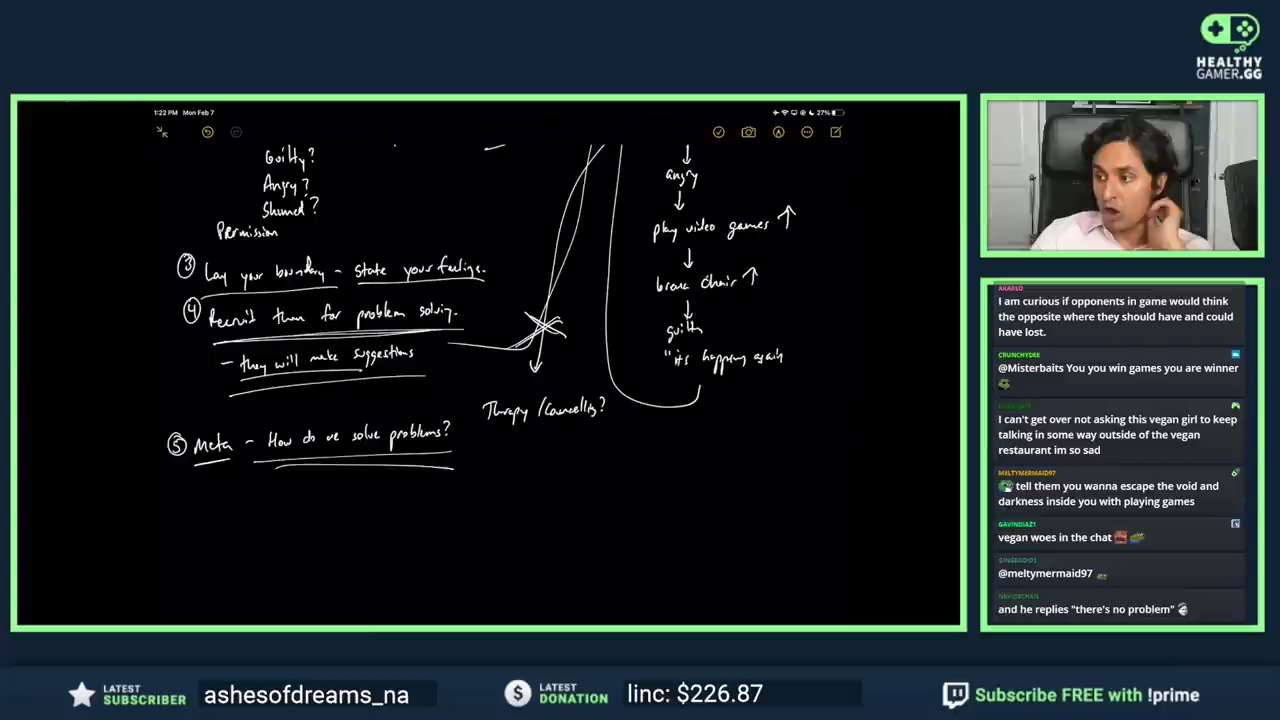 HEALTHY
GAMER.GG
1:22 PM Mon Feb 7
27%
Guilty?
Angry?
Shamed?
Permission
③ Lay your boundary - state your feelings.
④ Recruit them for problem solving.
- they will make suggestions
⑤ Meta - How do we solve problems?
Therapy /Councelling?
angry
play video games ↑
break chair ↑
guilty
"it's happening again
AKARED
I am curious if opponents in game would think
the opposite where they should have and could
have lost.
CRUNCHYDEE
@Misterbaits You you win games you are winner
I can't get over not asking this vegan girl to keep
talking in some way outside of the vegan
restaurant im so sad
MELTYMERMAID97
tell them you wanna escape the void and
darkness inside you with playing games
GAVINDIAZ1
vegan woes in the chat
@meltymermaid97
and he replies "there's no problem"
LATEST
SUBSCRIBER
ashesofdreams_na
LATEST
DONATION
linc: $226.87
Subscribe FREE with !prime